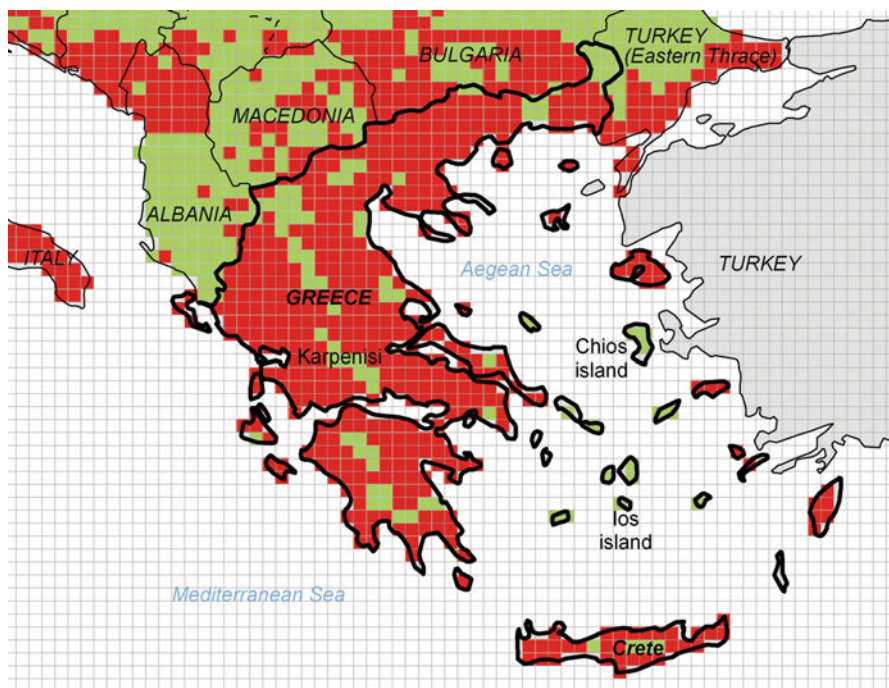 BULGARIA
TURKEY
(Eastern Thrace)
MACEDONIA
ALBANIA
ITALY
Aegean Sea
TURKEY
GREECE
Karpenisi
Chios
island
Ios
island
Mediterranean Sea
Crete